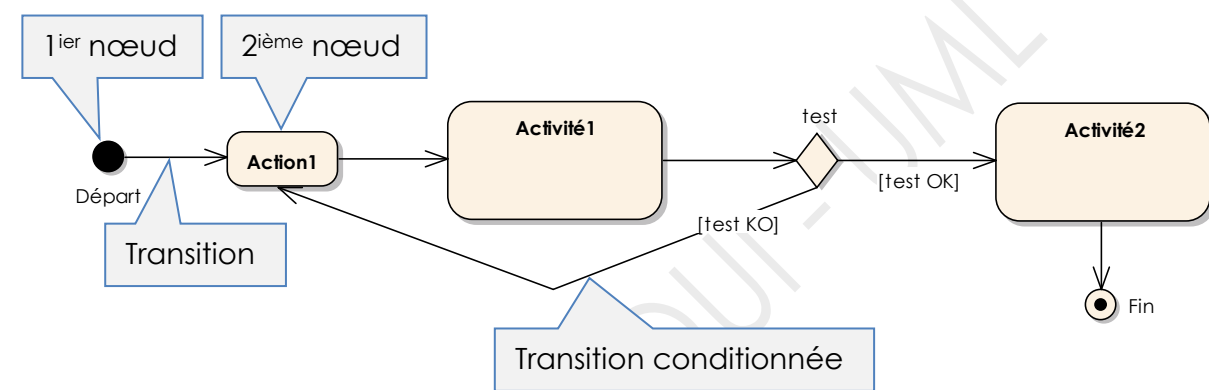 1ier nœud
2ième nœud
Départ
Action1
Activité1
test
[test OK]
[test KO]
Activité2
Fin
Transition
Transition conditionnée